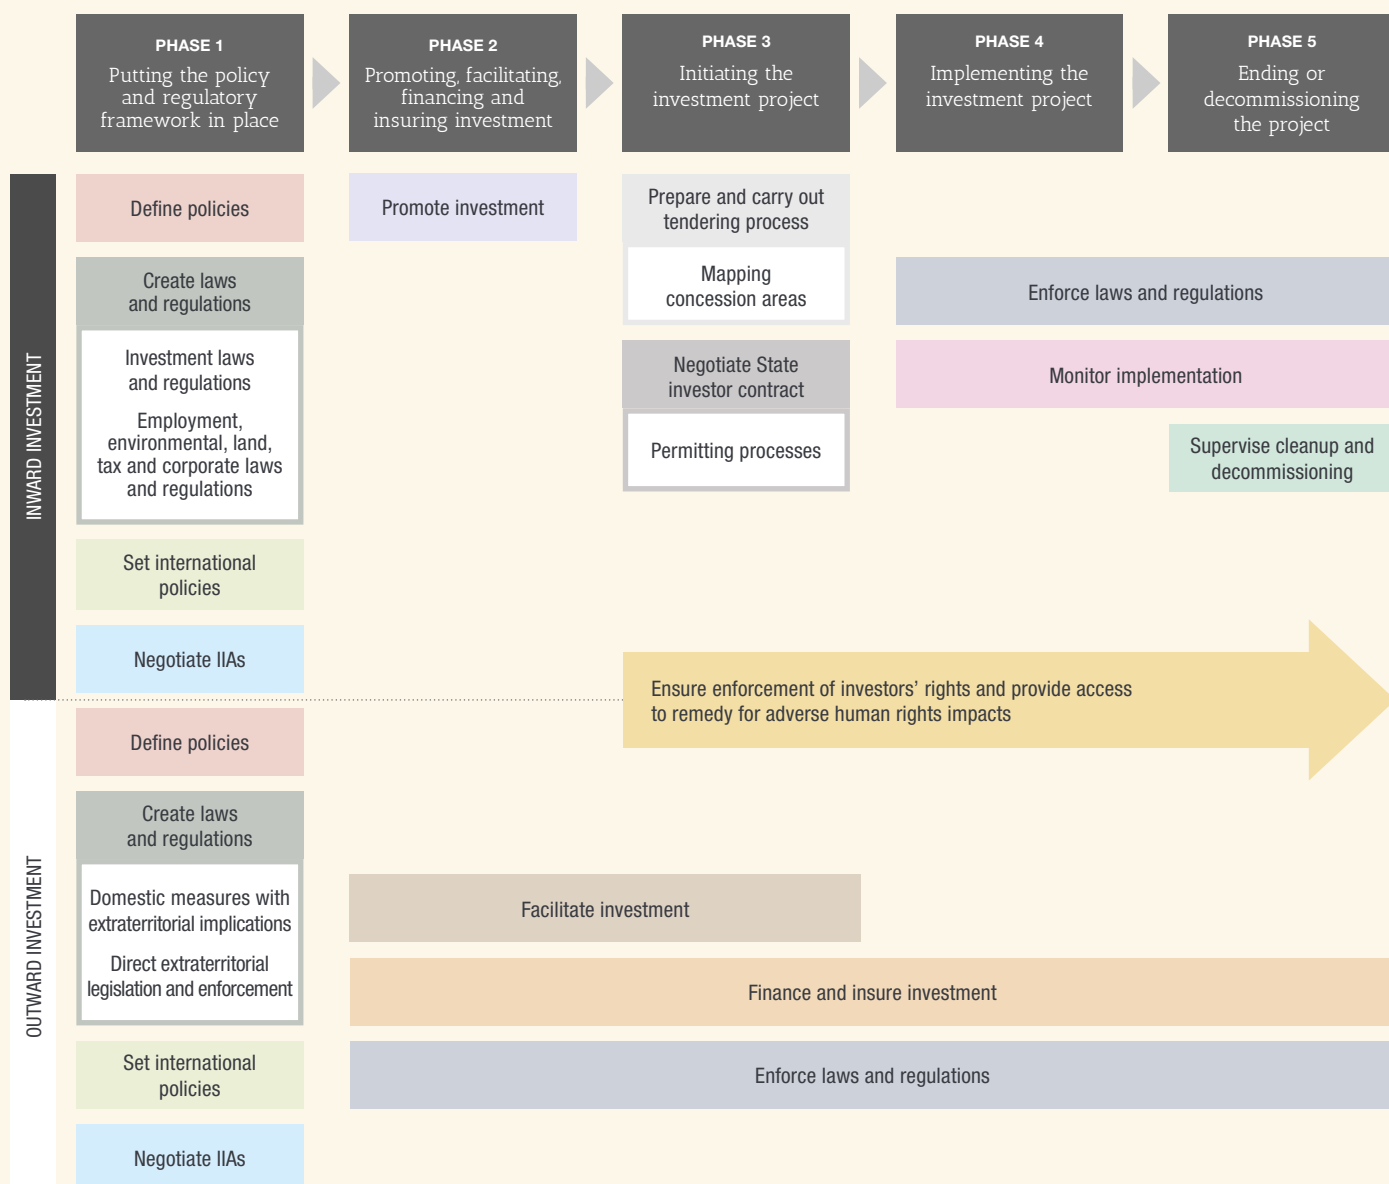 PHASE 1
Putting the policy
and regulatory
framework in place
PHASE 2
Promoting, facilitating,
financing and
insuring investment
PHASE 3
Initiating the
investment project
PHASE 4
Implementing the
investment project
PHASE 5
Ending or
decommissioning
the project
INWARD INVESTMENT
Define policies
Promote investment
Prepare and carry out
tendering process
Mapping
concession areas
Create laws
and regulations
Enforce laws and regulations
Investment laws
and regulations
Employment,
environmental, land,
tax and corporate laws
and regulations
Negotiate State
investor contract
Permitting processes
Monitor implementation
Supervise cleanup and
decommissioning
Set international
policies
Negotiate IIAs
Ensure enforcement of investors’ rights and provide access
to remedy for adverse human rights impacts
OUTWARD INVESTMENT
Define policies
Create laws
and regulations
Domestic measures with
extraterritorial implications
Direct extraterritorial
legislation and enforcement
Facilitate investment
Finance and insure investment
Set international
policies
Enforce laws and regulations
Negotiate IIAs